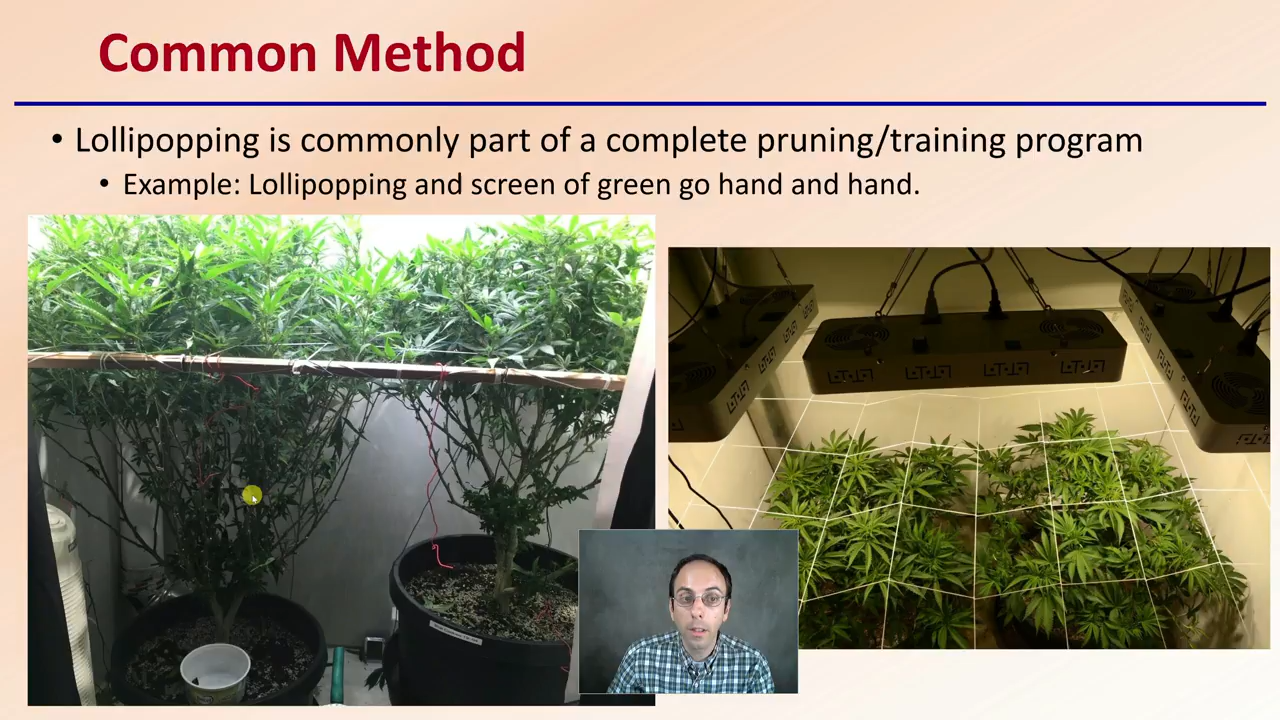 Common Method
• Lollipopping is commonly part of a complete pruning/training program
• Example: Lollipopping and screen of green go hand and hand.